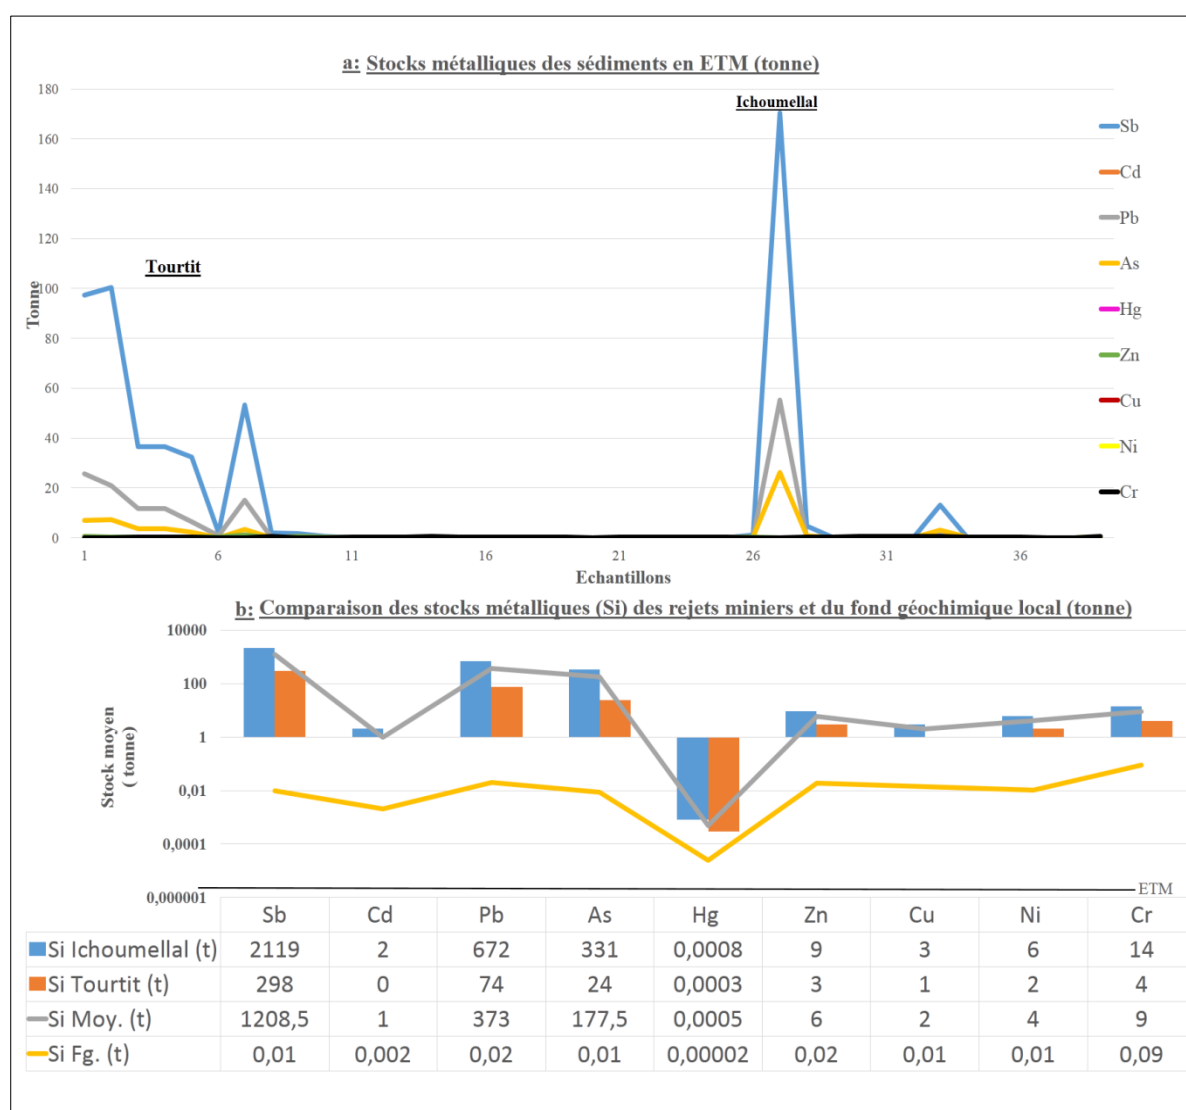 a: Stocks métalliques des sédiments en ETM (tonne)
180
160
140
120
100
80
60
40
20
0
Tonne
Tourtit
Ichoumellal
1
6
11
16
21
26
31
36
Echantillons
Sb
Cd
Pb
As
Hg
Zn
Cu
Ni
Cr
b: Comparaison des stocks métalliques (Si) des rejets miniers et du fond géochimique local (tonne)
10000
100
1
0,01
0,0001
0,000001
Stock moyen
( tonne)
ETM
Sb Cd Pb As Hg Zn Cu Ni Cr
Si Ichoumellal (t) 2119 2 672 331 0,0008 9 3 6 14
Si Tourtit (t) 298 0 74 24 0,0003 3 1 2 4
Si Moy. (t) 1208,5 1 373 177,5 0,0005 6 2 4 9
Si Fg. (t) 0,01 0,002 0,02 0,01 0,00002 0,02 0,01 0,01 0,09